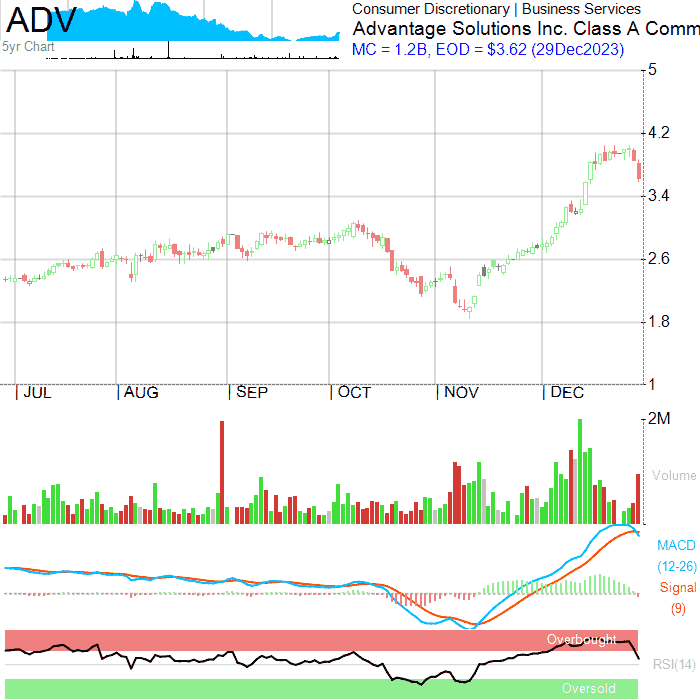 ADV
5yr Chart
Consumer Discretionary | Business Services
Advantage Solutions Inc. Class A Comm
MC = 1.2B, EOD = $3.62 (29Dec2023)
5
4.2
3.4
2.6
1.8
1
| JUL | AUG | SEP | OCT | NOV | DEC
2M
Volume
MACD
(12-26)
Signal
(9)
Overbought
RSI(14)
Oversold